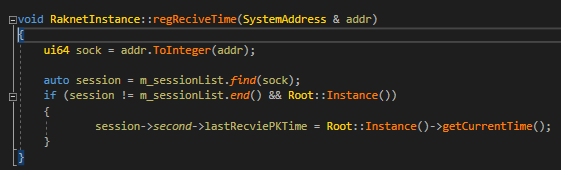 void RaknetInstance::regReciveTime(SystemAddress & addr)
{
ui64 sock = addr.ToInteger(addr);
auto session = m_sessionList.find(sock);
if (session != m_sessionList.end() && Root::Instance())
{
session->second->lastRecviePKTime = Root::Instance()->getCurrentTime();
}
}